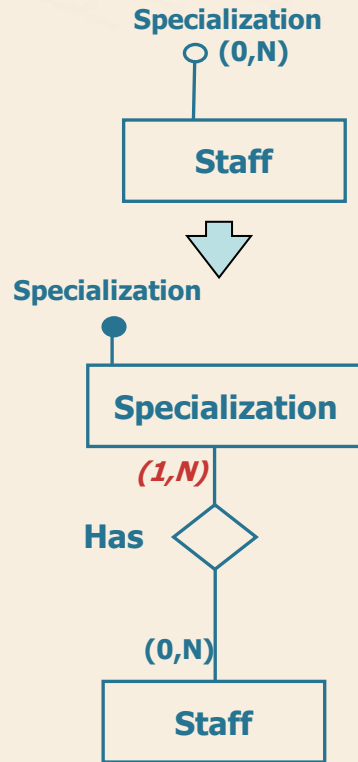 Specialization
(0,N)
Staff
Specialization
Specialization
(1,N)
Has
(0,N)
Staff